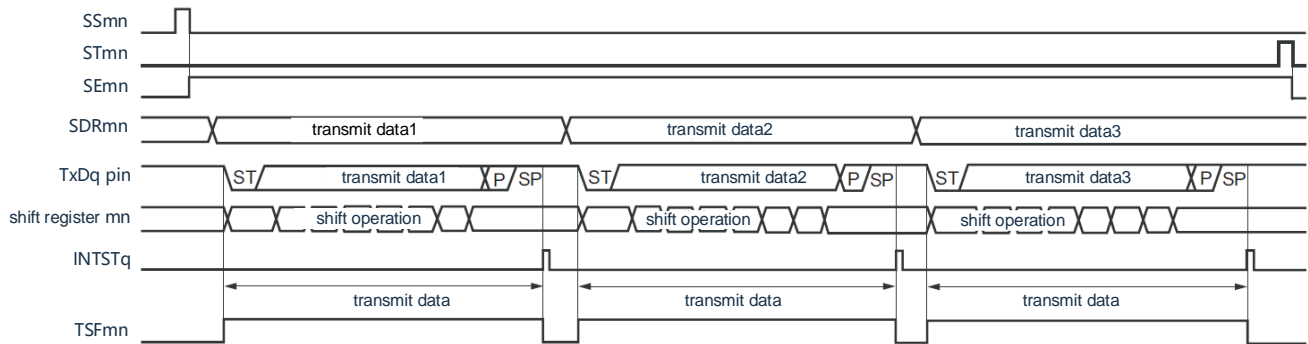 SSmn
STmn
SEmn
SDRmn transmit data1 transmit data2 transmit data3
TxDq pin ST transmit data1 P SP ST transmit data2 P SP ST transmit data3 P SP
shift register mn shift operation shift operation shift operation
INTSTq
transmit data transmit data transmit data
TSFmn